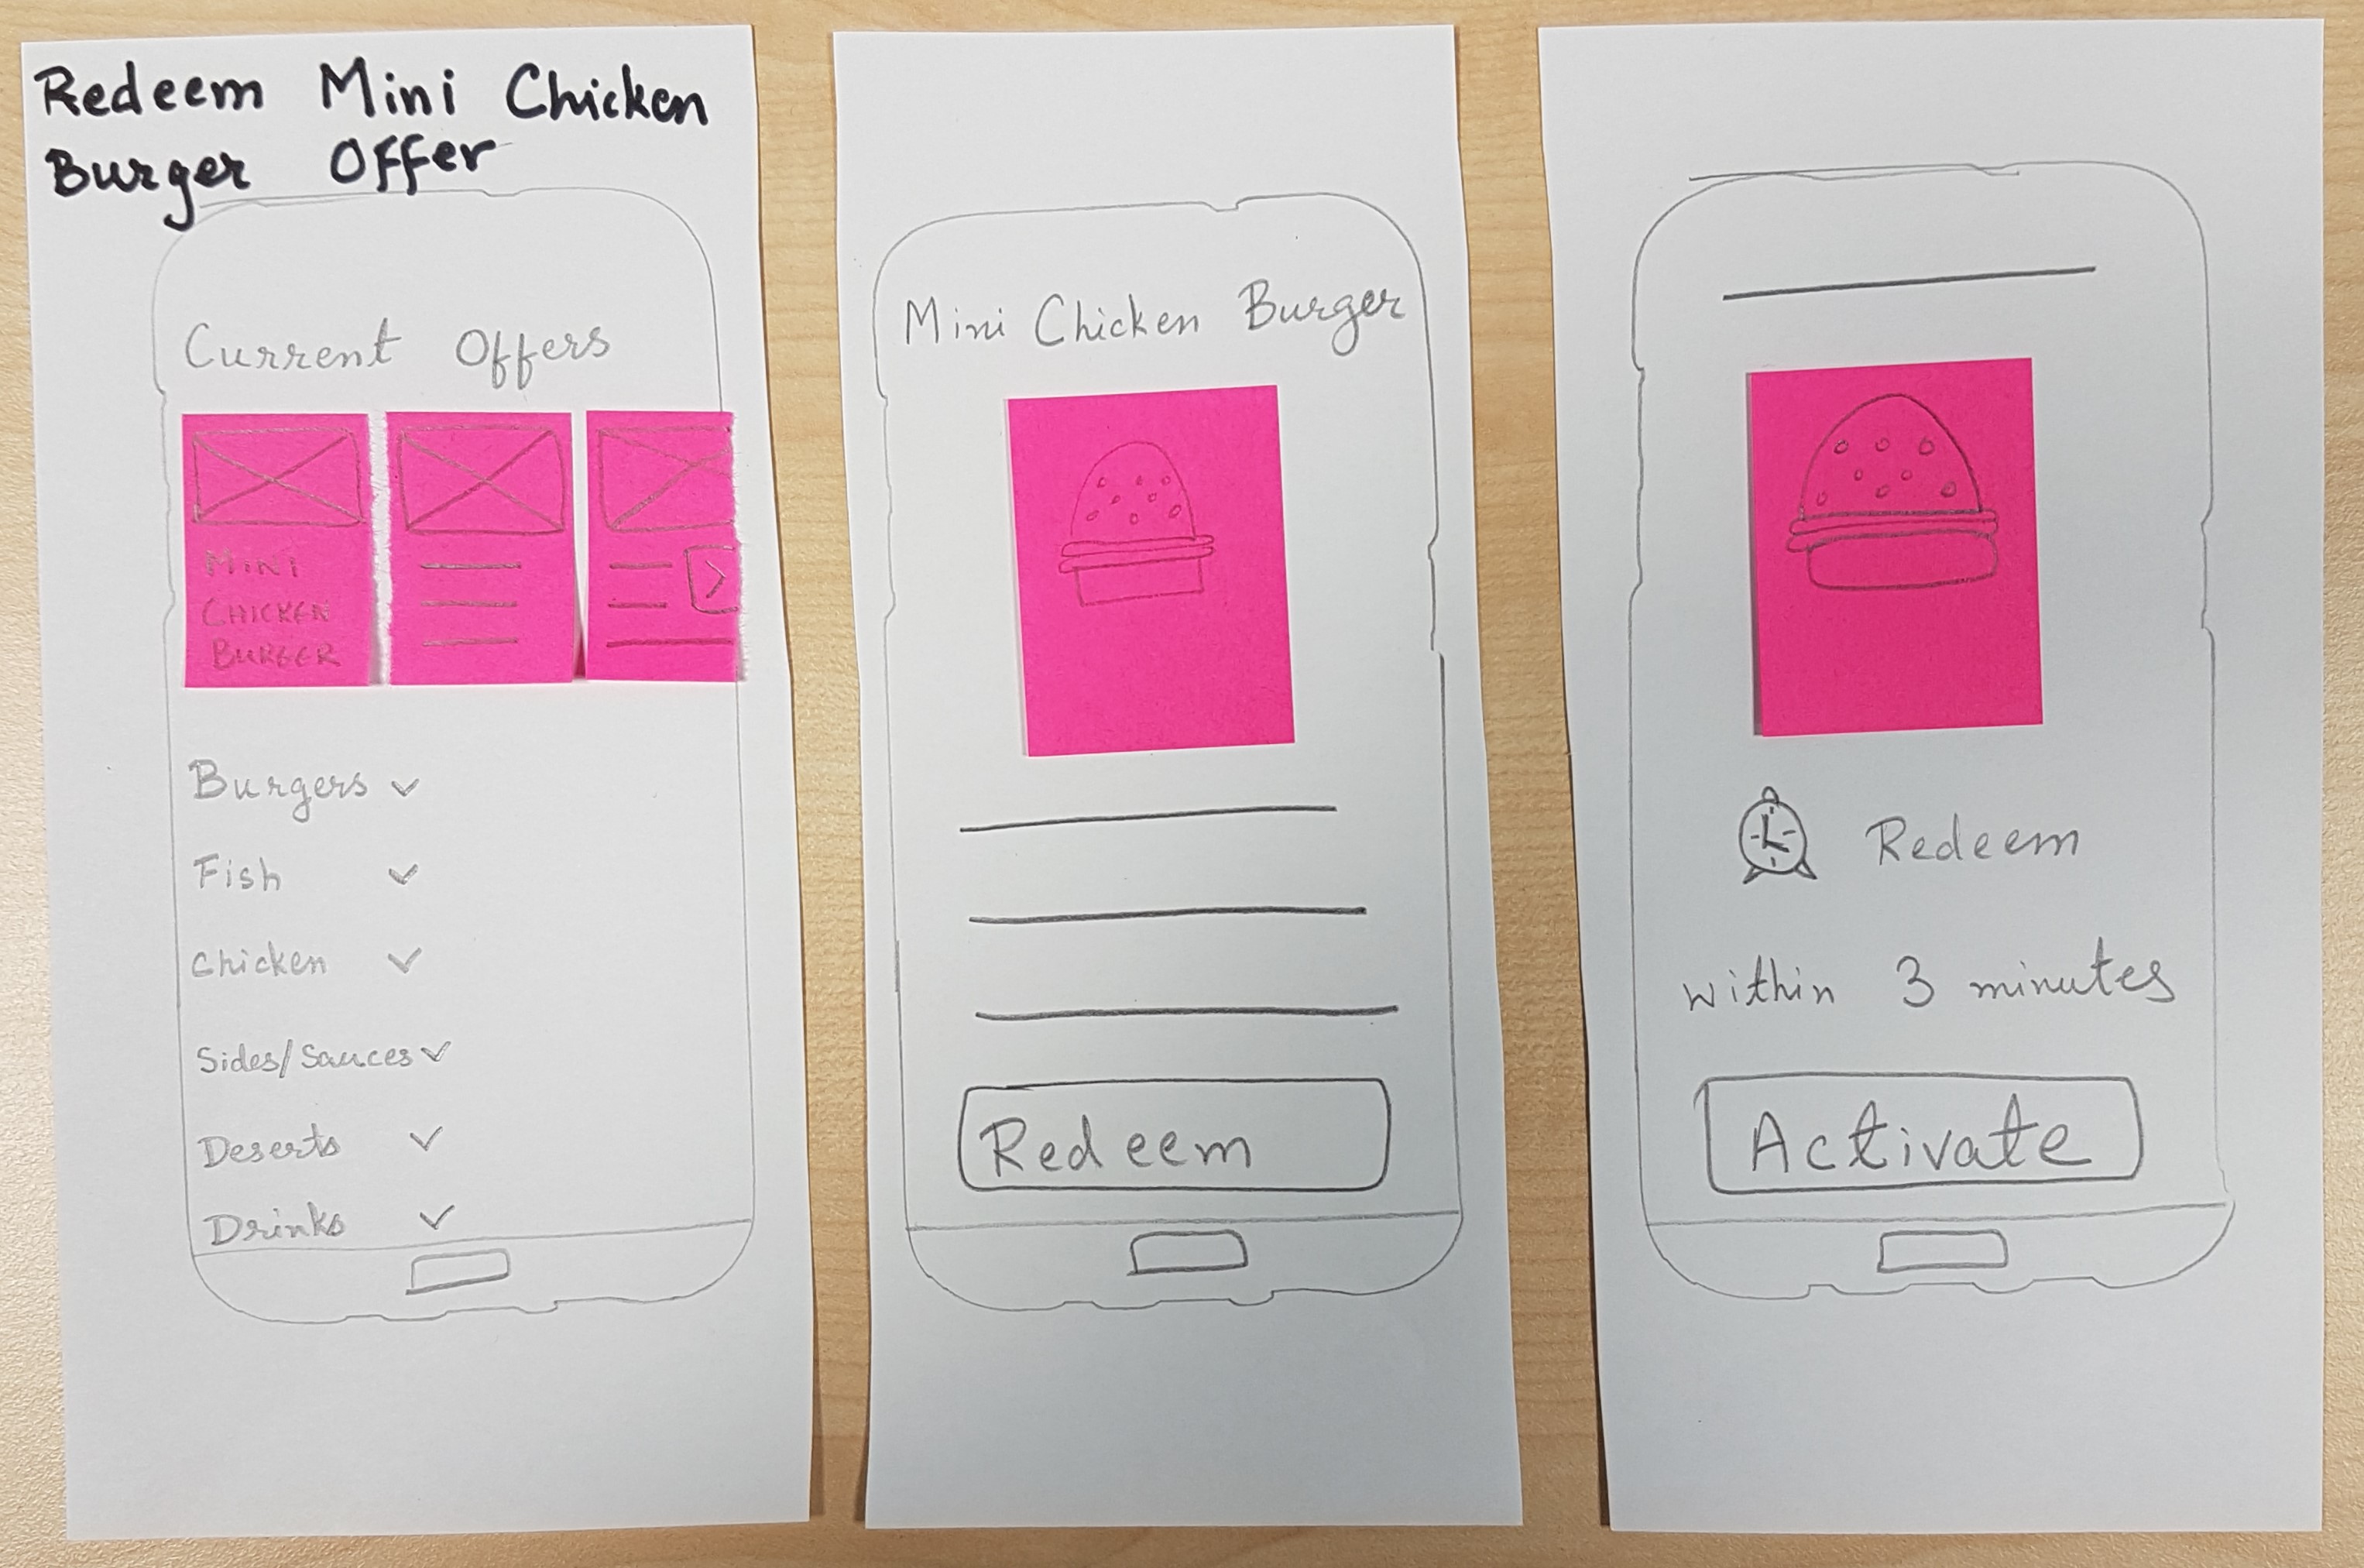 Redeem Mini Chicken
Burger Offer
Current Offers
MINI
CHICKEN
BURGER
Burgers
Fish
Chicken
Sides/Sauces
Deserts
Drinks
Mini Chicken Burger
Redeem
Redeem
within 3 minutes
Activate